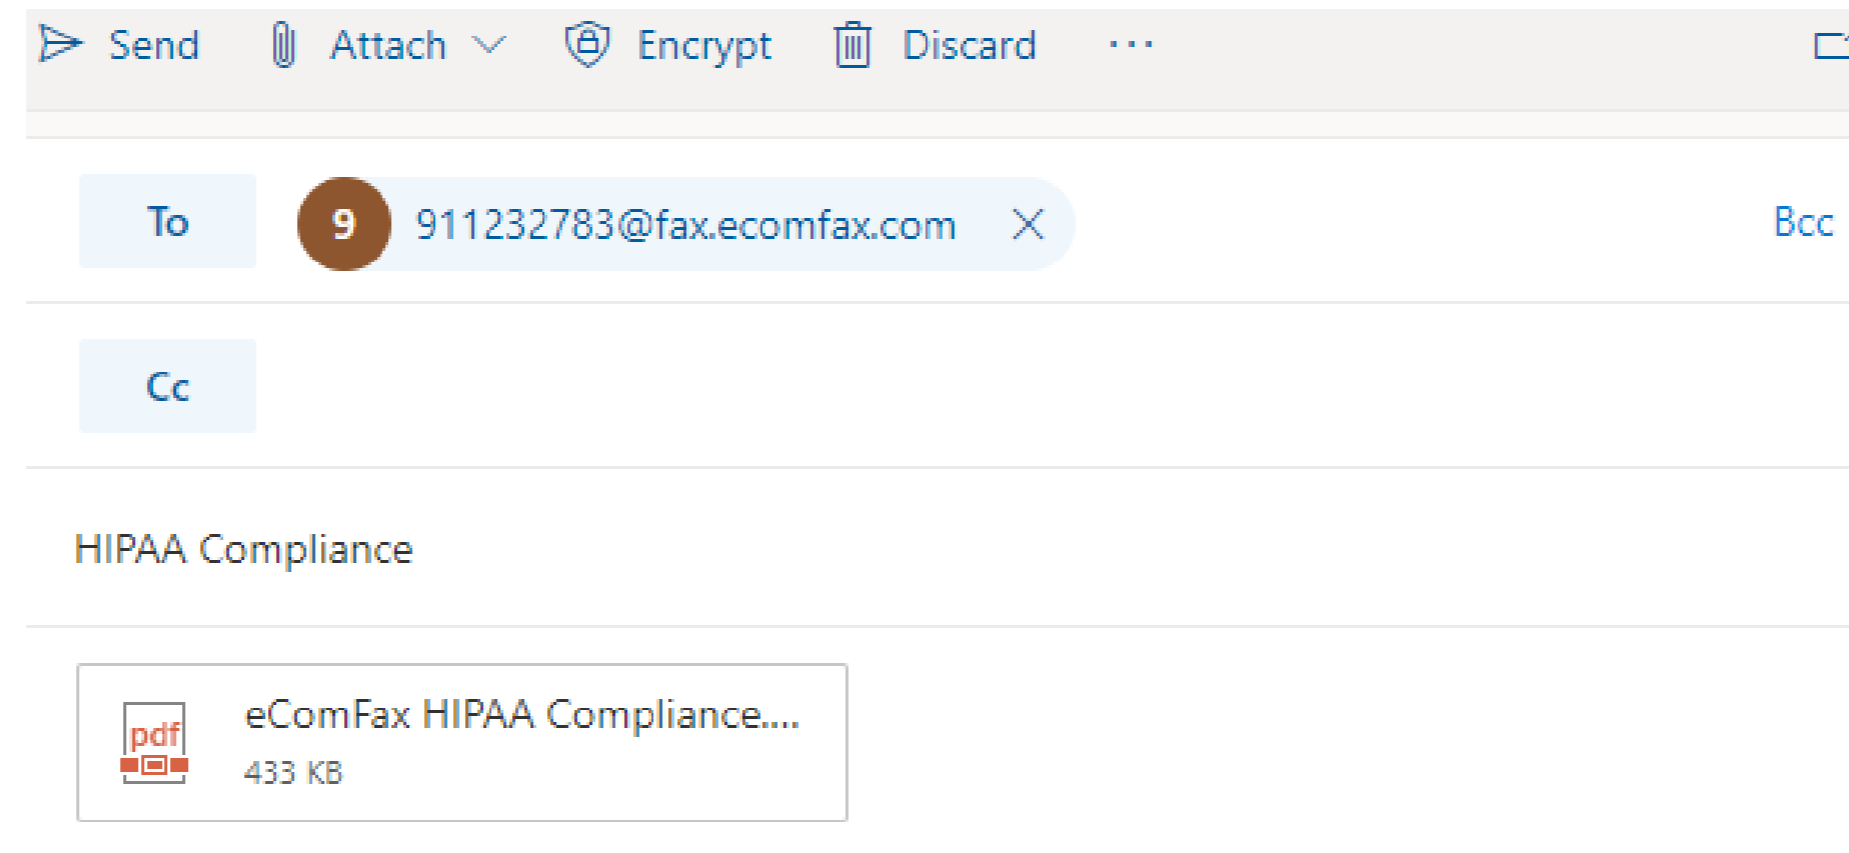 Send Attach Encrypt Discard ...
To 9 911232783@fax.ecomfax.com Bcc
Cc
HIPAA Compliance
pdf eComFax HIPAA Compliance....
433 KB